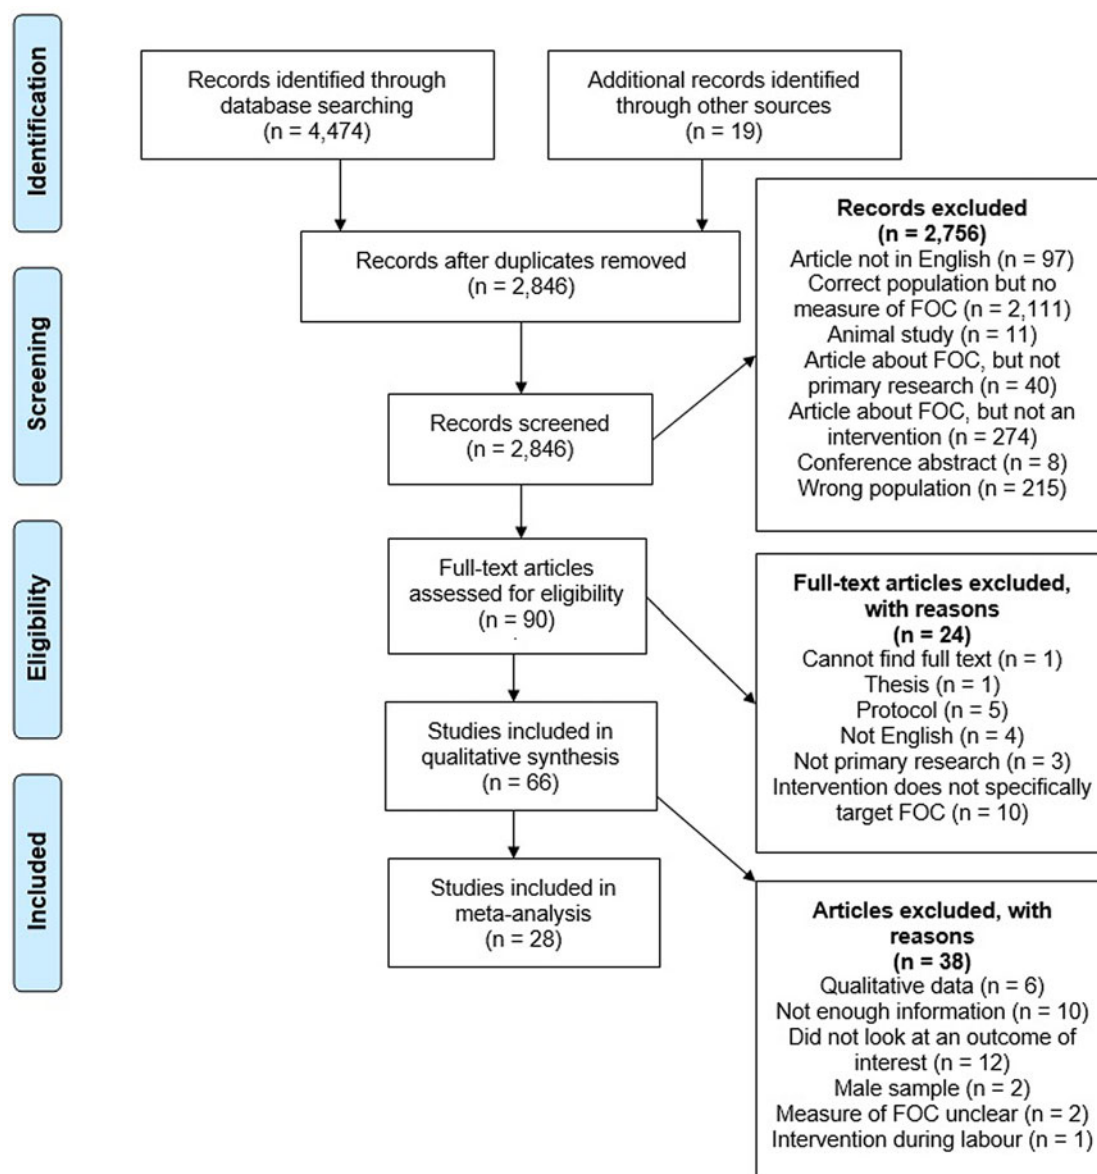 Identification
Records identified through
database searching
(n = 4,474)
Additional records identified
through other sources
(n = 19)
Records after duplicates removed
(n = 2,846)
Screening
Records screened
(n = 2,846)
Records excluded
(n = 2,756)
Article not in English (n = 97)
Correct population but no
measure of FOC (n = 2,111)
Animal study (n = 11)
Article about FOC, but not
primary research (n = 40)
Article about FOC, but not an
intervention (n = 274)
Conference abstract (n = 8)
Wrong population (n = 215)
Eligibility
Full-text articles
assessed for eligibility
(n = 90)
Full-text articles excluded,
with reasons
(n = 24)
Cannot find full text (n = 1)
Thesis (n = 1)
Protocol (n = 5)
Not English (n = 4)
Not primary research (n = 3)
Intervention does not specifically
target FOC (n = 10)
Studies included in
qualitative synthesis
(n = 66)
Included
Studies included in
meta-analysis
(n = 28)
Articles excluded, with
reasons
(n = 38)
Qualitative data (n = 6)
Not enough information (n = 10)
Did not look at an outcome of
interest (n = 12)
Male sample (n = 2)
Measure of FOC unclear (n = 2)
Intervention during labour (n = 1)